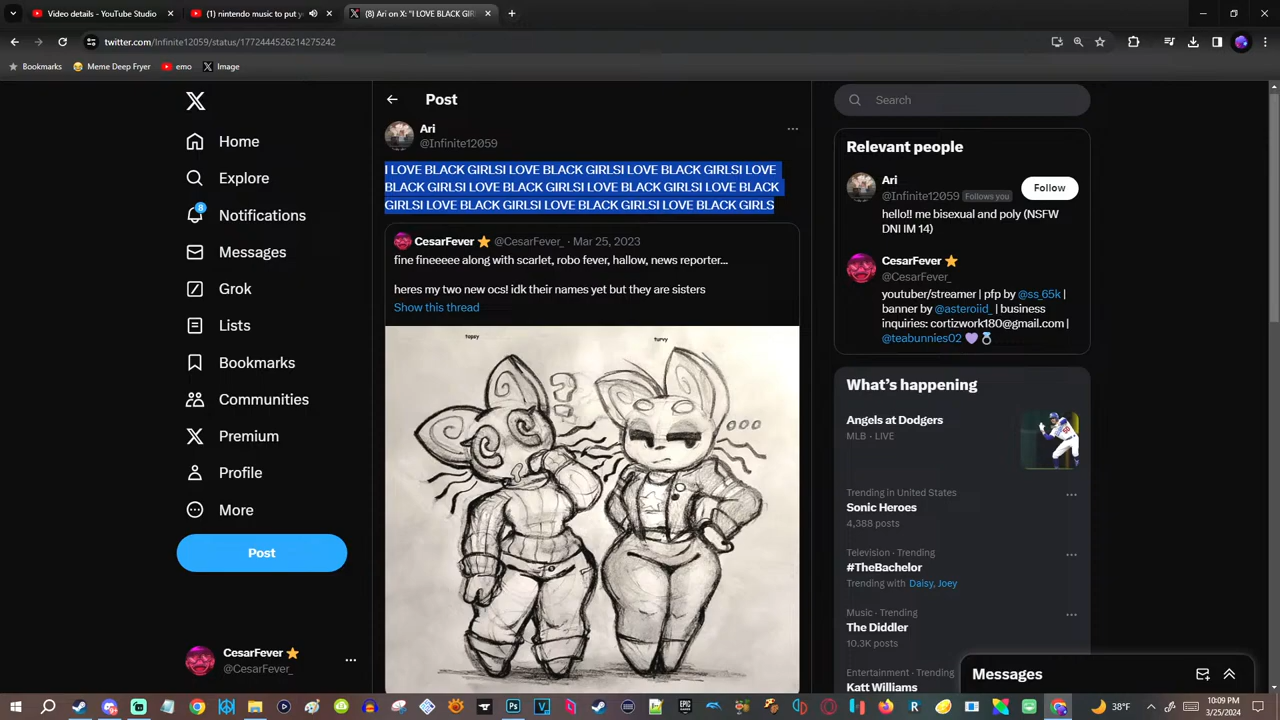 Video details - YouTube Studio
(1) nintendo music to put y
(8) Ari on X: "I LOVE BLACK GIRL
twitter.com/Infinite12059/status/1772444526214275242
Bookmarks
Meme Deep Fryer
emo
Image
Home
Explore
8
Notifications
Messages
Grok
Lists
Bookmarks
Communities
Premium
Profile
More
Post
CesarFever
@CesarFever_
Post
Ari
@Infinite12059
I LOVE BLACK GIRLSI LOVE BLACK GIRLSI LOVE BLACK GIRLSI LOVE
BLACK GIRLSI LOVE BLACK GIRLSI LOVE BLACK GIRLSI LOVE BLACK
GIRLSI LOVE BLACK GIRLSI LOVE BLACK GIRLSI LOVE BLACK GIRLS
CesarFever ⭐ @CesarFever_ · Mar 25, 2023
fine fineeeee along with scarlet, robo fever, hallow, news reporter...
heres my two new ocs! idk their names yet but they are sisters
Show this thread
topsy
turvy
?
Search
Relevant people
Ari
@Infinite12059 Follows you
Follow
hello!! me bisexual and poly (NSFW
DNI IM 14)
CesarFever ⭐
@CesarFever_
youtuber/streamer | pfp by @ss_65k |
banner by @asteroiid_ | business
inquiries: cortizwork180@gmail.com |
@teabunnies02 💜 💍
What's happening
Angels at Dodgers
MLB · LIVE
Trending in United States
Sonic Heroes
4,388 posts
Television · Trending
#TheBachelor
Trending with Daisy, Joey
Music · Trending
The Diddler
10.3K posts
Entertainment · Trending
Katt Williams
Messages
38°F
10:09 PM
3/25/2024